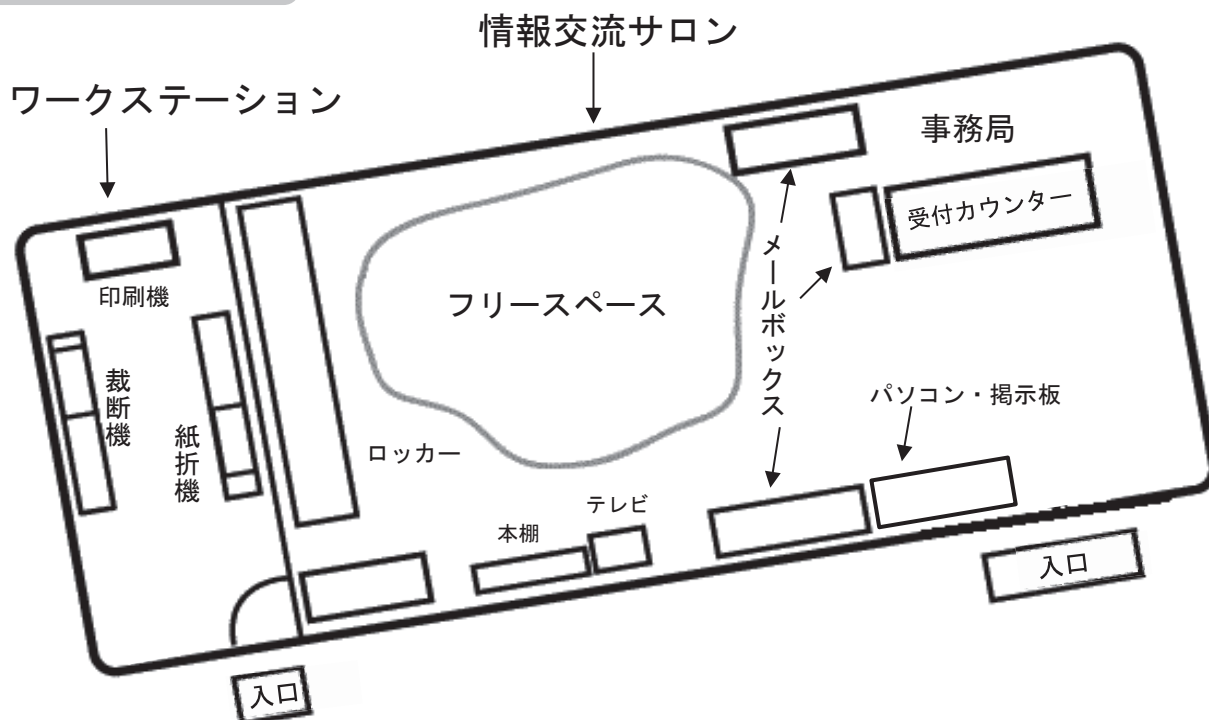 情報交流サロン
ワークステーション
事務局
受付カウンター
印刷機
メールボックス
フリースペース
裁断機
パソコン・掲示板
紙折機
ロッカー
テレビ
本棚
入口
入口